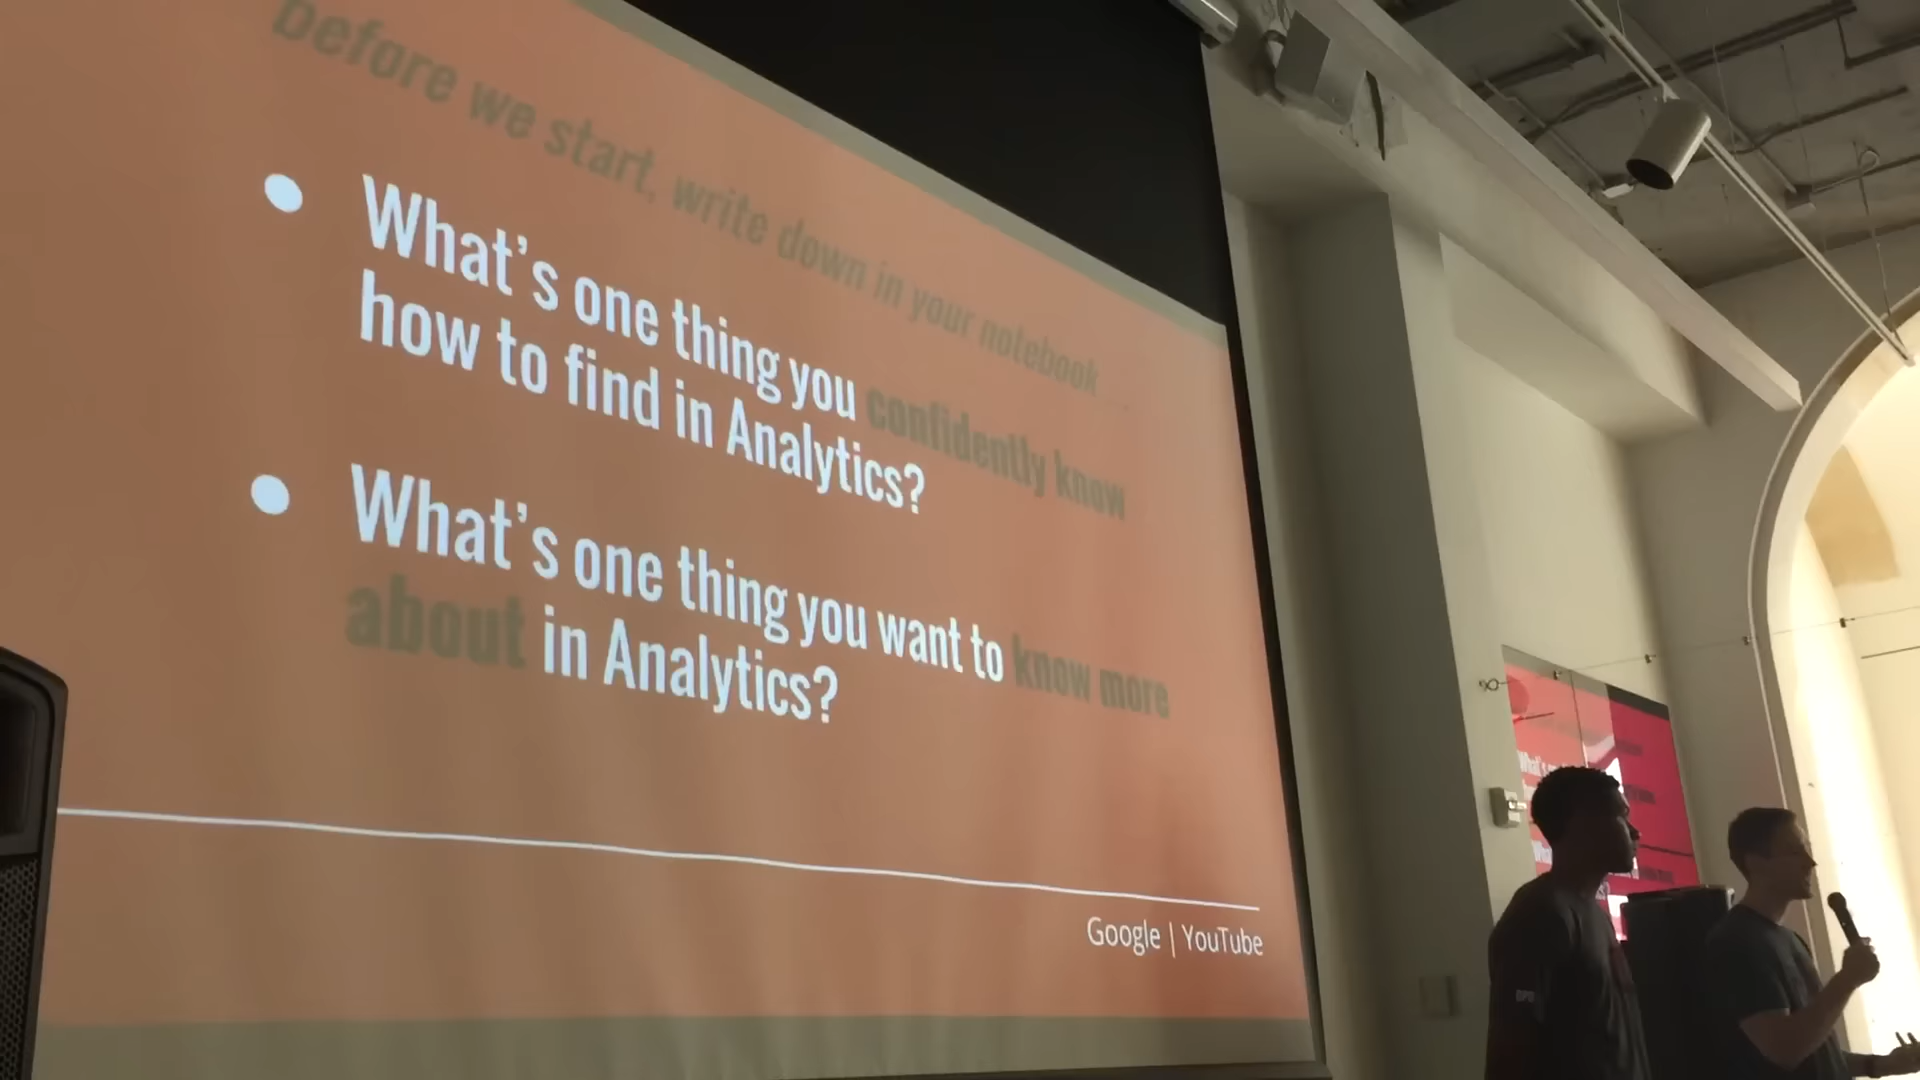 Before we start, write down in your notebook
What's one thing you confidently know
how to find in Analytics?
What's one thing you want to know more
about in Analytics?
Google | YouTube
What's